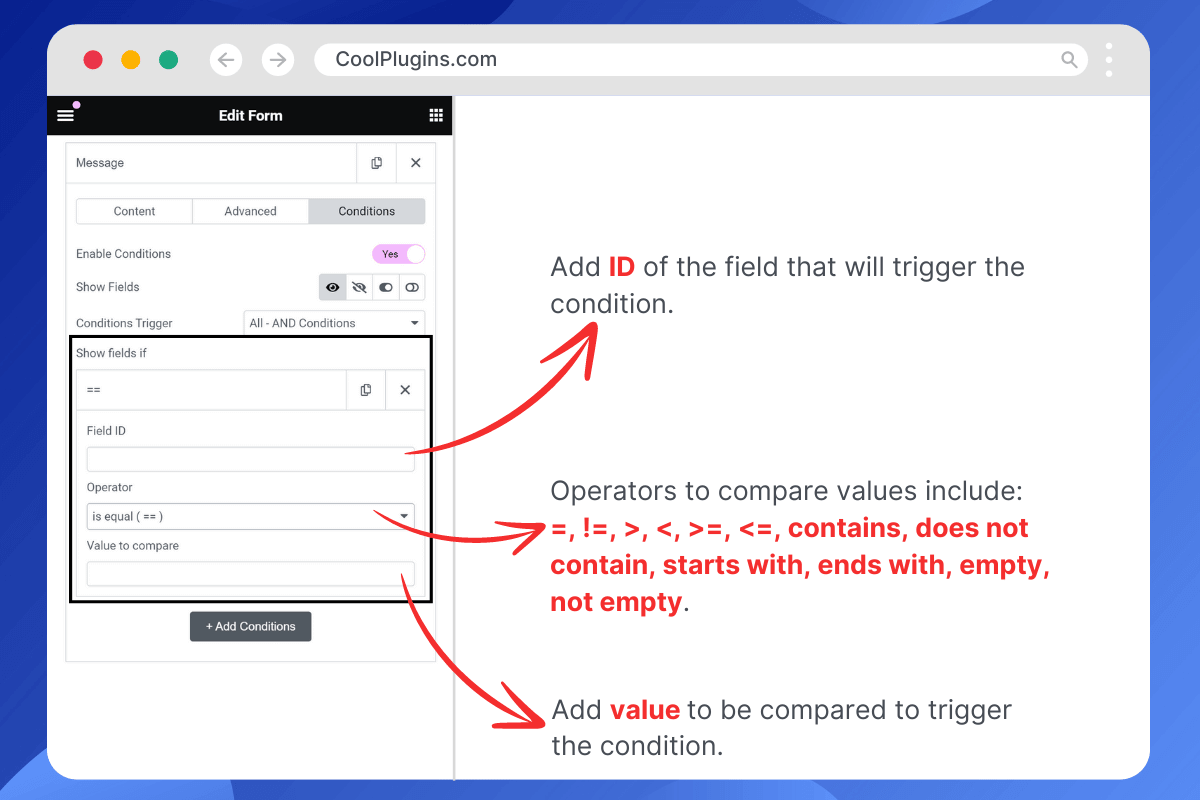 CoolPlugins.com
Edit Form
Message
Content Advanced Conditions
Enable Conditions Yes
Show Fields
Conditions Trigger All - AND Conditions
Show fields if
==
Field ID
Operator
is equal ( == )
Value to compare
+ Add Conditions
Add ID of the field that will trigger the
condition.
Operators to compare values include:
=, !=, >, <, >=, <=, contains, does not
contain, starts with, ends with, empty,
not empty.
Add value to be compared to trigger
the condition.